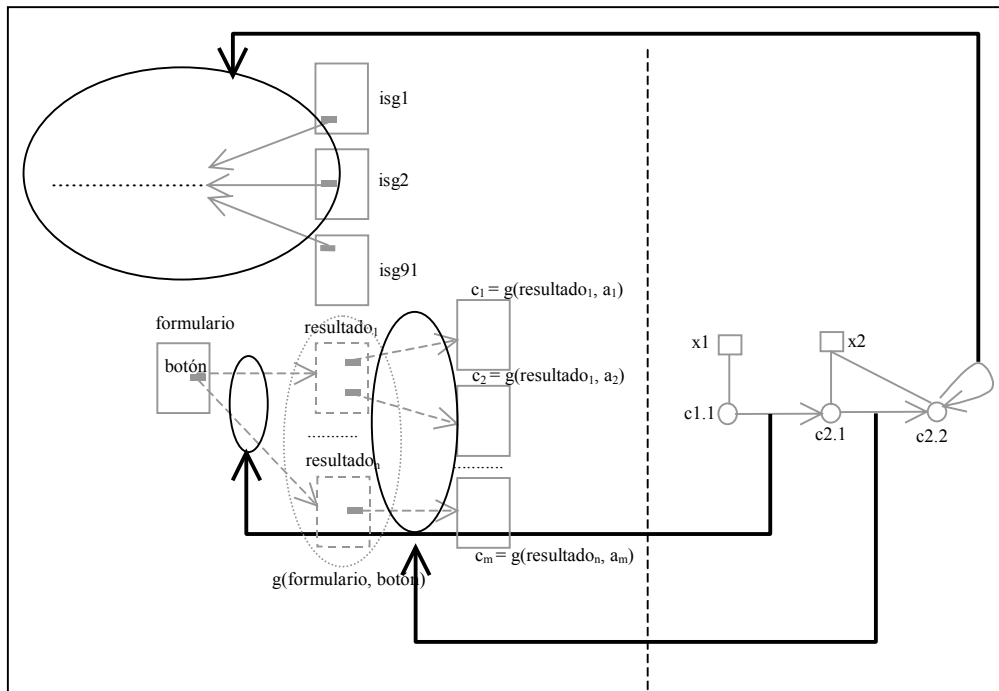 isg1
isg2
isg91
c₁ = g(resultado₁, a₁)
formulario
resultado₁
botón
x1
x2
c₂ = g(resultado₁, a₂)
c1.1
c2.1
c2.2
resultadoₙ
cₘ = g(resultadoₙ, aₘ)
g(formulario, botón)